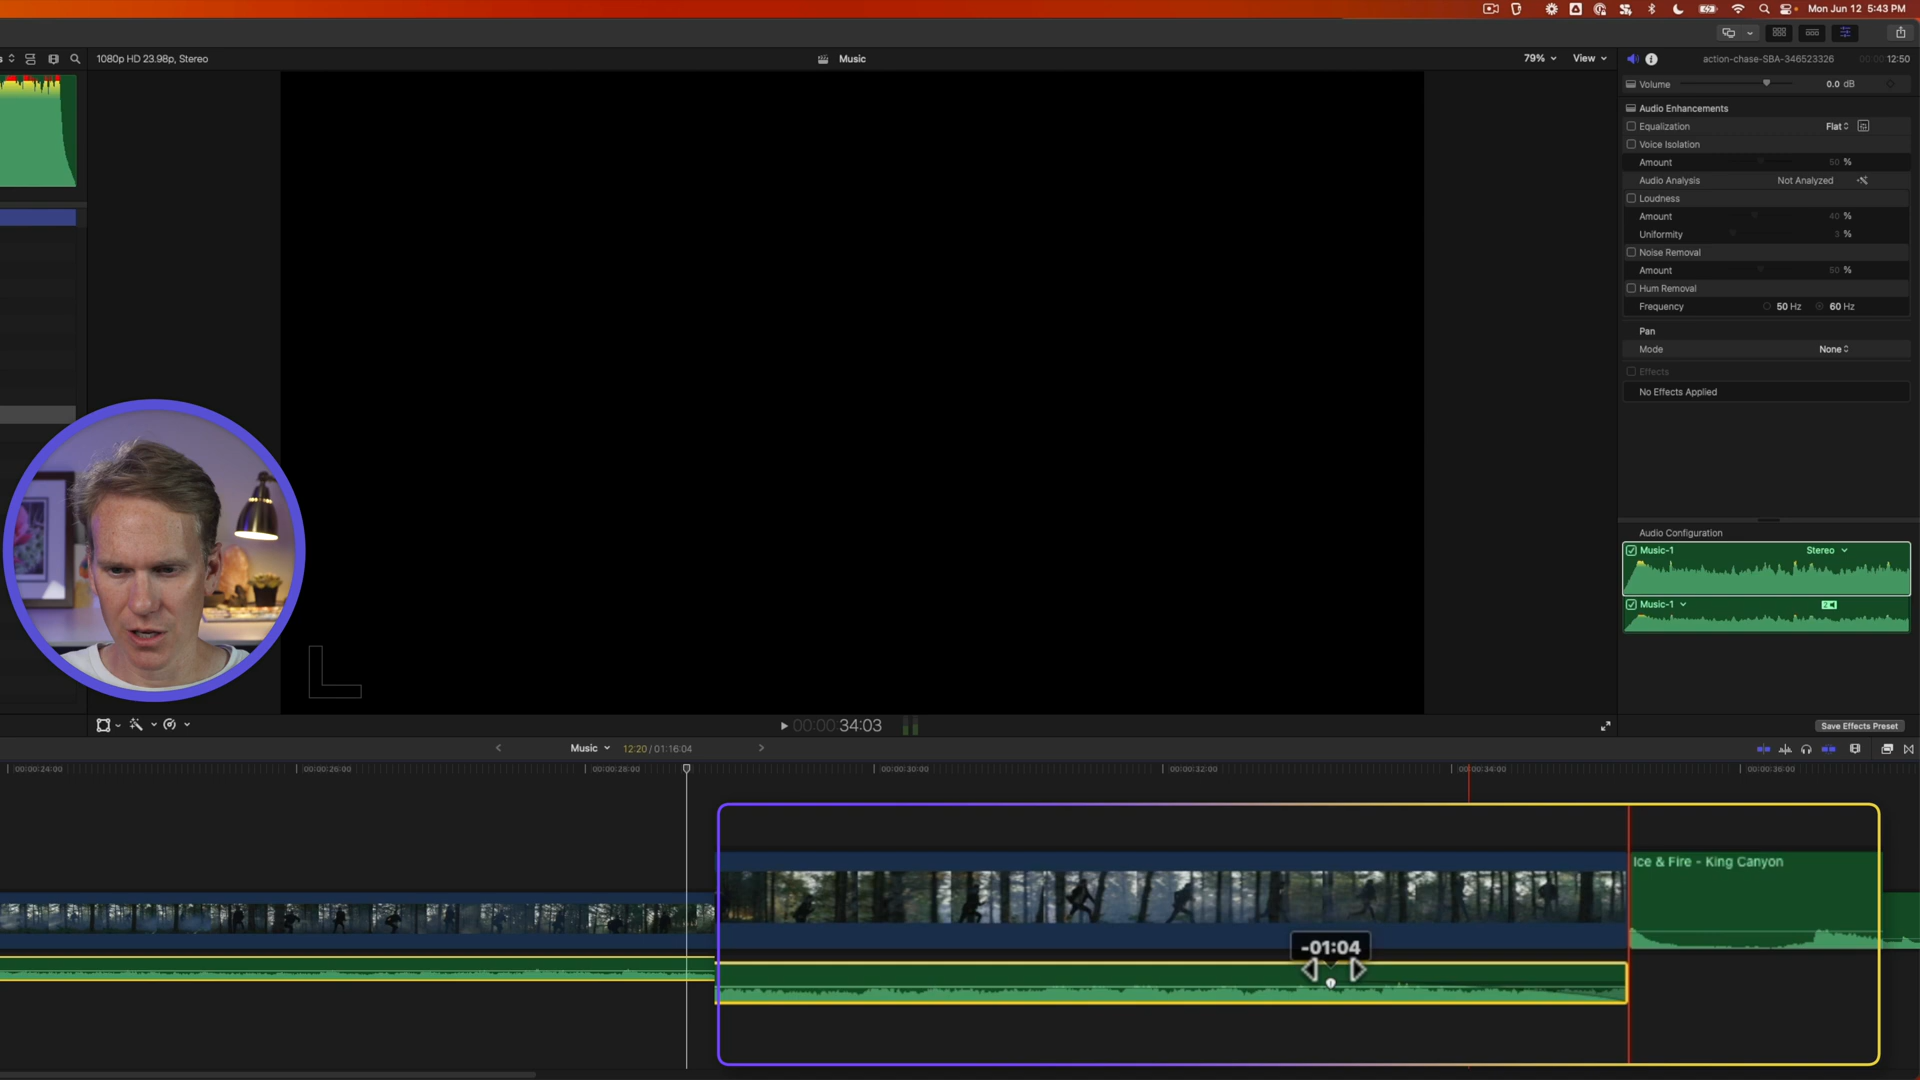 Mon Jun 12 5:43 PM
1080p HD 23.98p, Stereo
Music
79%
View
action-chase-SBA-346523326
00:00:12:50
Volume
0.0 dB
Audio Enhancements
Equalization
Flat
Voice Isolation
Amount
50 %
Audio Analysis
Not Analyzed
Loudness
Amount
40 %
Uniformity
3 %
Noise Removal
Amount
50 %
Hum Removal
Frequency
50 Hz
60 Hz
Pan
Mode
None
Effects
No Effects Applied
Audio Configuration
Music-1
Stereo
Music-1
Save Effects Preset
00:00:34:03
Music
12:20 / 01:16:04
00:00:24:00
00:00:26:00
00:00:28:00
00:00:30:00
00:00:32:00
00:00:34:00
00:00:36:00
Ice & Fire - King Canyon
-01:04